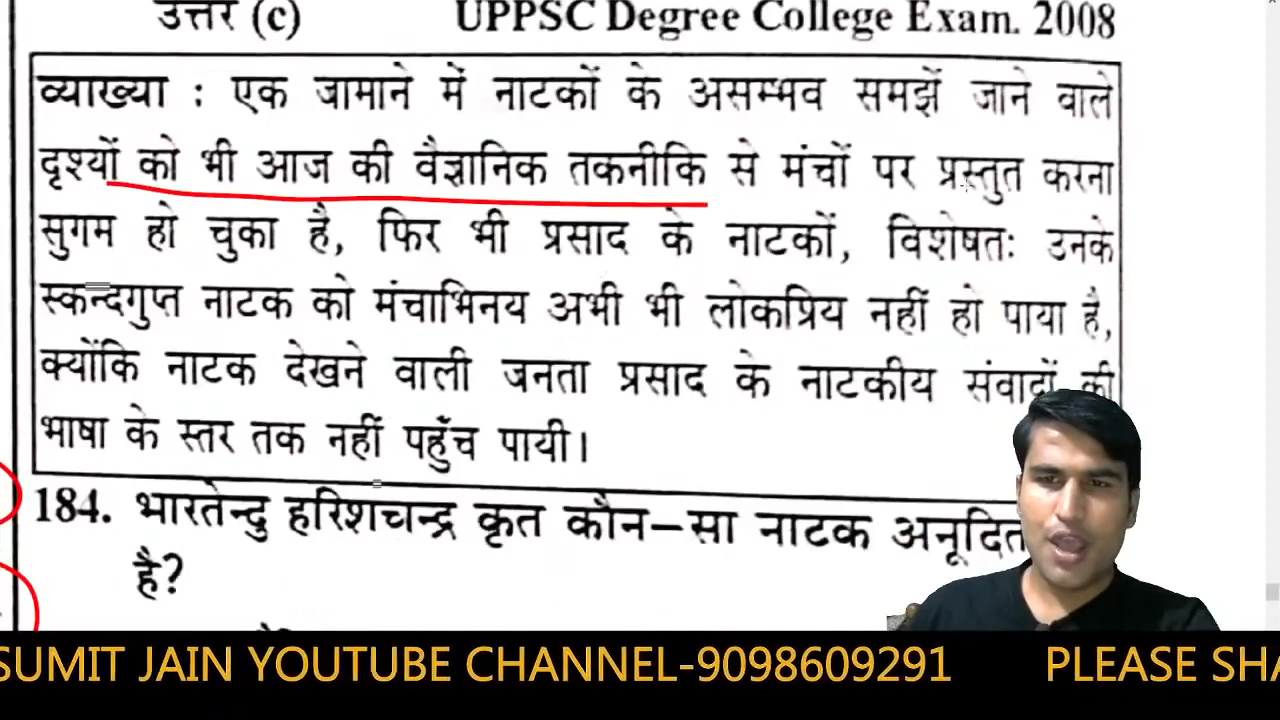 उत्तर (c) UPPSC Degree College Exam. 2008
व्याख्या : एक जामाने में नाटकों के असम्भव समझें जाने वाले
दृश्यों को भी आज की वैज्ञानिक तकनीकि से मंचों पर प्रस्तुत करना
सुगम हो चुका है, फिर भी प्रसाद के नाटकों, विशेषतः उनके
स्कन्दगुप्त नाटक को मंचाभिनय अभी भी लोकप्रिय नहीं हो पाया है,
क्योंकि नाटक देखने वाली जनता प्रसाद के नाटकीय संवादों की
भाषा के स्तर तक नहीं पहुँच पायी।
184. भारतेन्दु हरिशचन्द्र कृत कौन-सा नाटक अनूदित
है?
SUMIT JAIN YOUTUBE CHANNEL-9098609291 PLEASE SHA